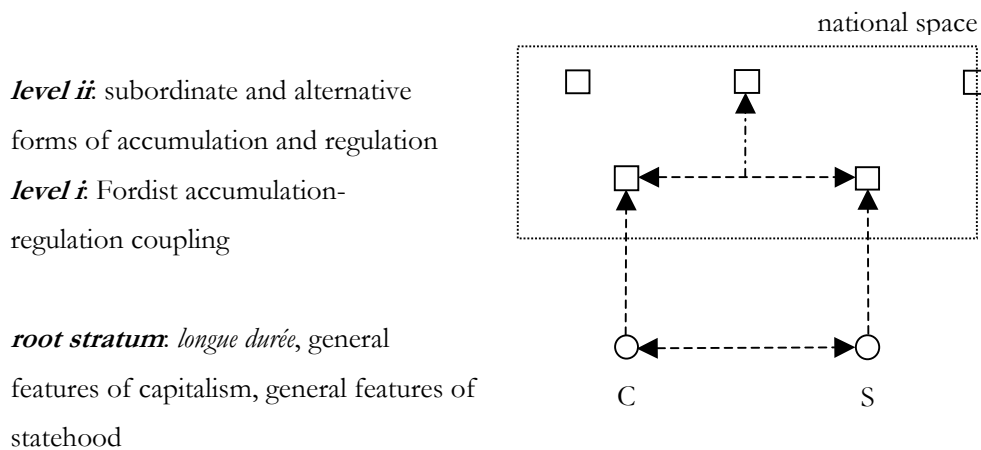 national space
level ii: subordinate and alternative
forms of accumulation and regulation
level i: Fordist accumulation-
regulation coupling
root stratum: longue durée, general
features of capitalism, general features of
statehood
C
S